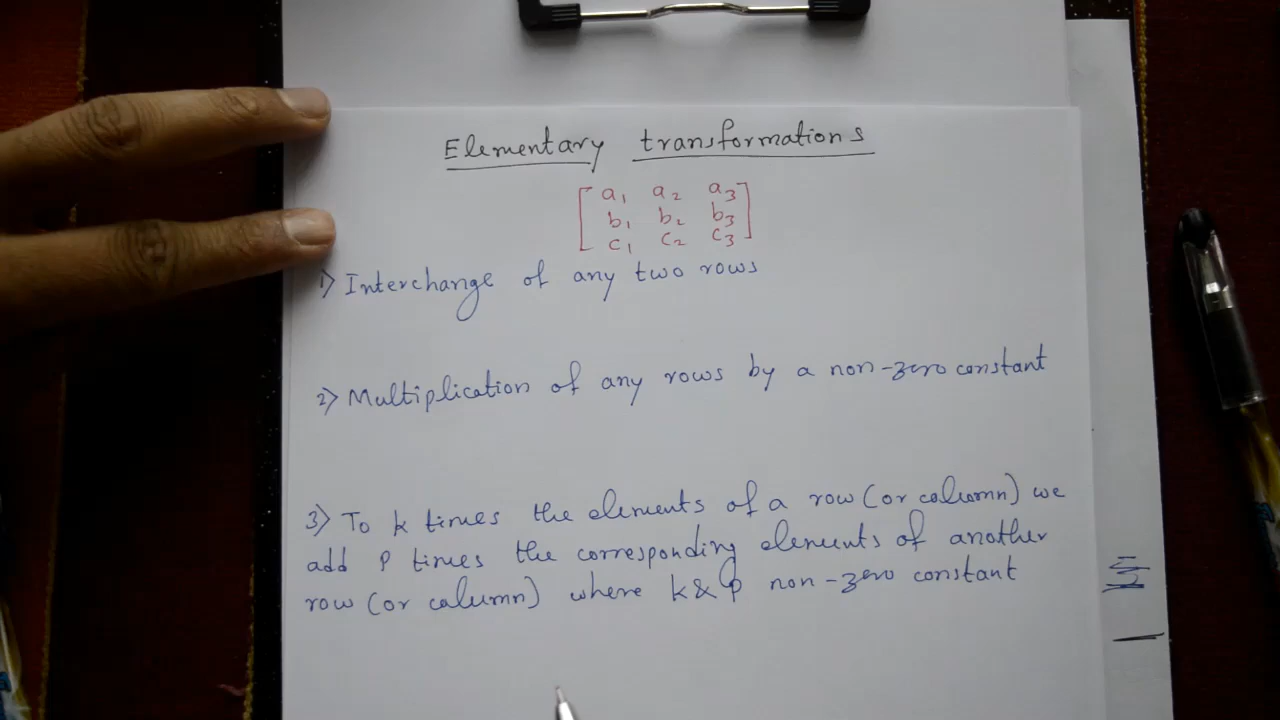 Elementary transformations
a₁ a₂ a₃
b₁ b₂ b₃
c₁ c₂ c₃
1) Interchange of any two rows
2) Multiplication of any rows by a non-zero constant
3) To k times the elements of a row (or column) we
add p times the corresponding elements of another
row (or column) where k & p non-zero constant